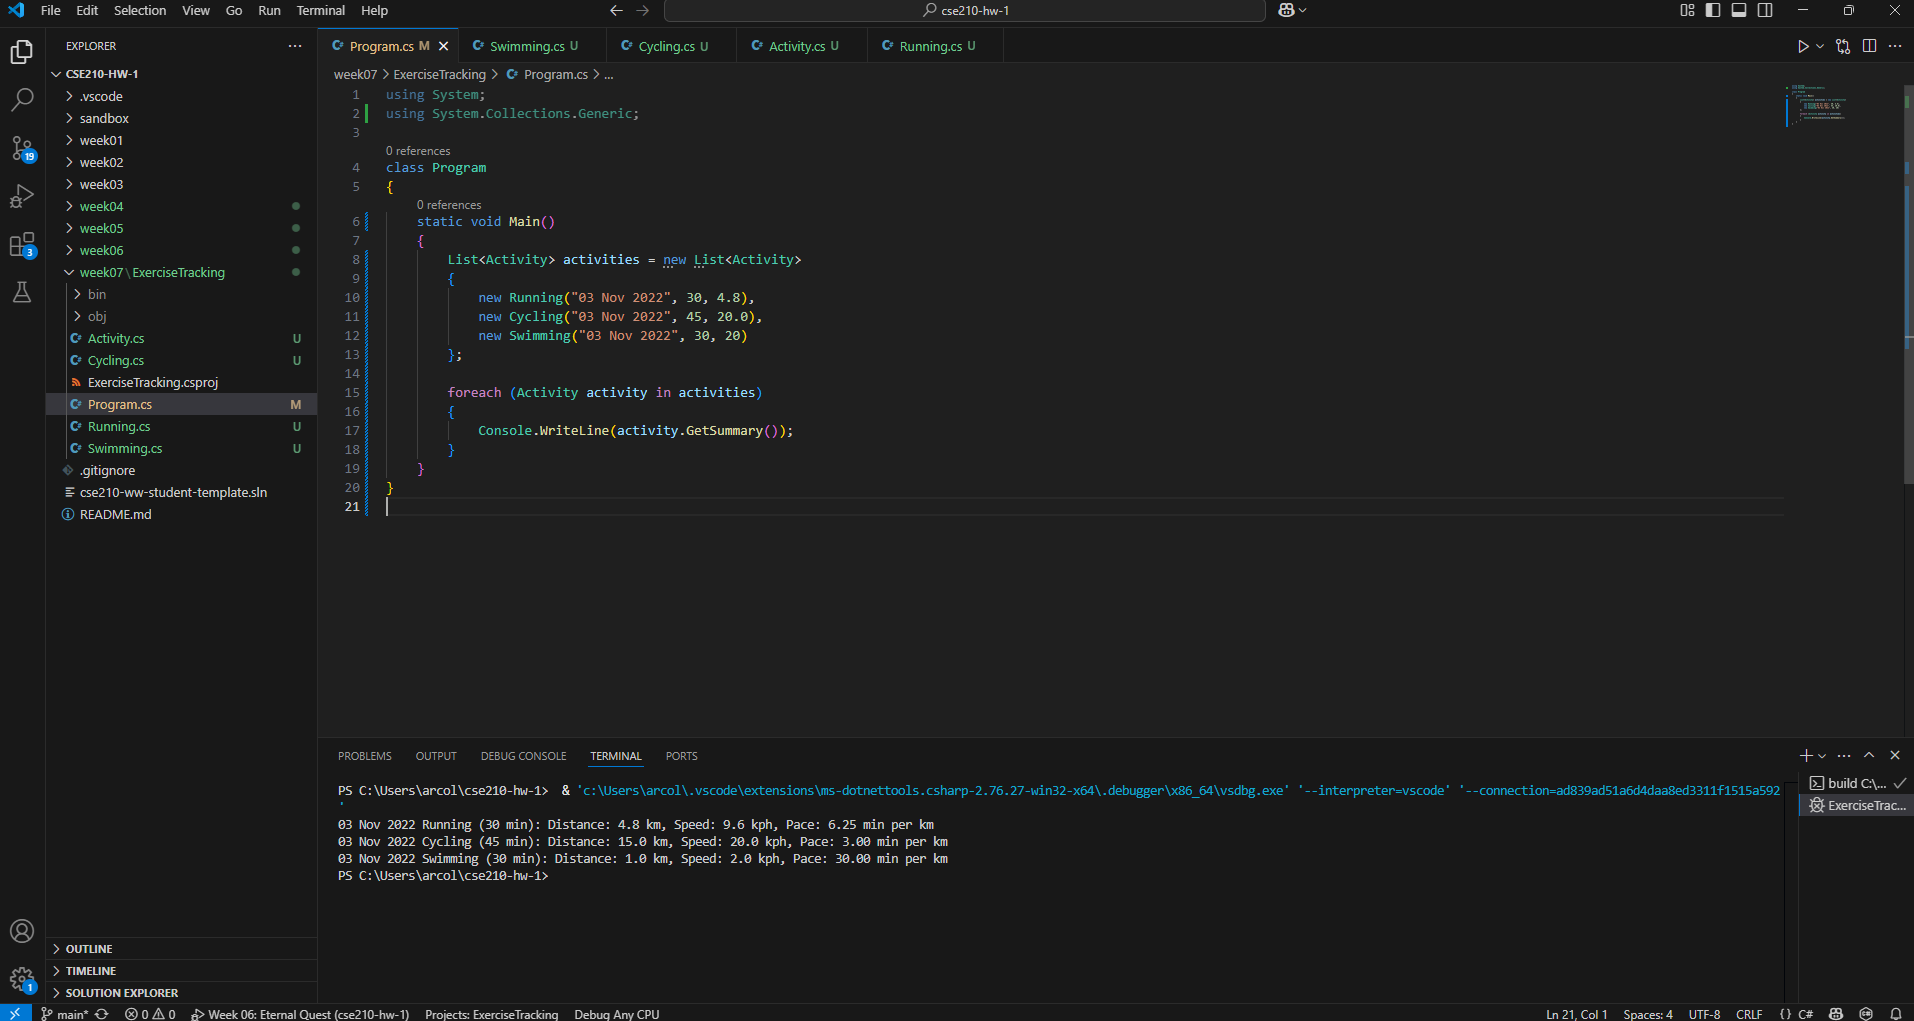 File Edit Selection View Go Run Terminal Help
cse210-hw-1
EXPLORER
CSE210-HW-1
.vscode
sandbox
week01
week02
week03
week04
week05
week06
week07\ExerciseTracking
bin
obj
Activity.cs U
Cycling.cs U
ExerciseTracking.csproj
Program.cs M
Running.cs U
Swimming.cs U
.gitignore
cse210-ww-student-template.sln
README.md
OUTLINE
TIMELINE
SOLUTION EXPLORER
19
3
1
Program.cs M Swimming.cs U Cycling.cs U Activity.cs U Running.cs U
week07 > ExerciseTracking > Program.cs > ...
1 using System;
2 using System.Collections.Generic;
3
0 references
4 class Program
5 {
0 references
6 static void Main()
7 {
8 List<Activity> activities = new List<Activity>
9 {
10 new Running("03 Nov 2022", 30, 4.8),
11 new Cycling("03 Nov 2022", 45, 20.0),
12 new Swimming("03 Nov 2022", 30, 20)
13 };
14
15 foreach (Activity activity in activities)
16 {
17 Console.WriteLine(activity.GetSummary());
18 }
19 }
20 }
21
PROBLEMS OUTPUT DEBUG CONSOLE TERMINAL PORTS
PS C:\Users\arcol\cse210-hw-1> & 'c:\Users\arcol\.vscode\extensions\ms-dotnettools.csharp-2.76.27-win32-x64\.debugger\x86_64\vsdbg.exe' '--interpreter=vscode' '--connection=ad839ad51a6d4daa8ed3311f1515a592
'
03 Nov 2022 Running (30 min): Distance: 4.8 km, Speed: 9.6 kph, Pace: 6.25 min per km
03 Nov 2022 Cycling (45 min): Distance: 15.0 km, Speed: 20.0 kph, Pace: 3.00 min per km
03 Nov 2022 Swimming (30 min): Distance: 1.0 km, Speed: 2.0 kph, Pace: 30.00 min per km
PS C:\Users\arcol\cse210-hw-1>
build C:\...
ExerciseTrac...
main* 0 0 Week 06: Eternal Quest (cse210-hw-1) Projects: ExerciseTracking Debug Any CPU Ln 21, Col 1 Spaces: 4 UTF-8 CRLF {} C#